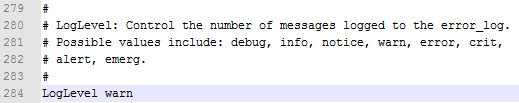 279 #
280 # LogLevel: Control the number of messages logged to the error_log.
281 # Possible values include: debug, info, notice, warn, error, crit,
282 # alert, emerg.
283 #
284 LogLevel warn